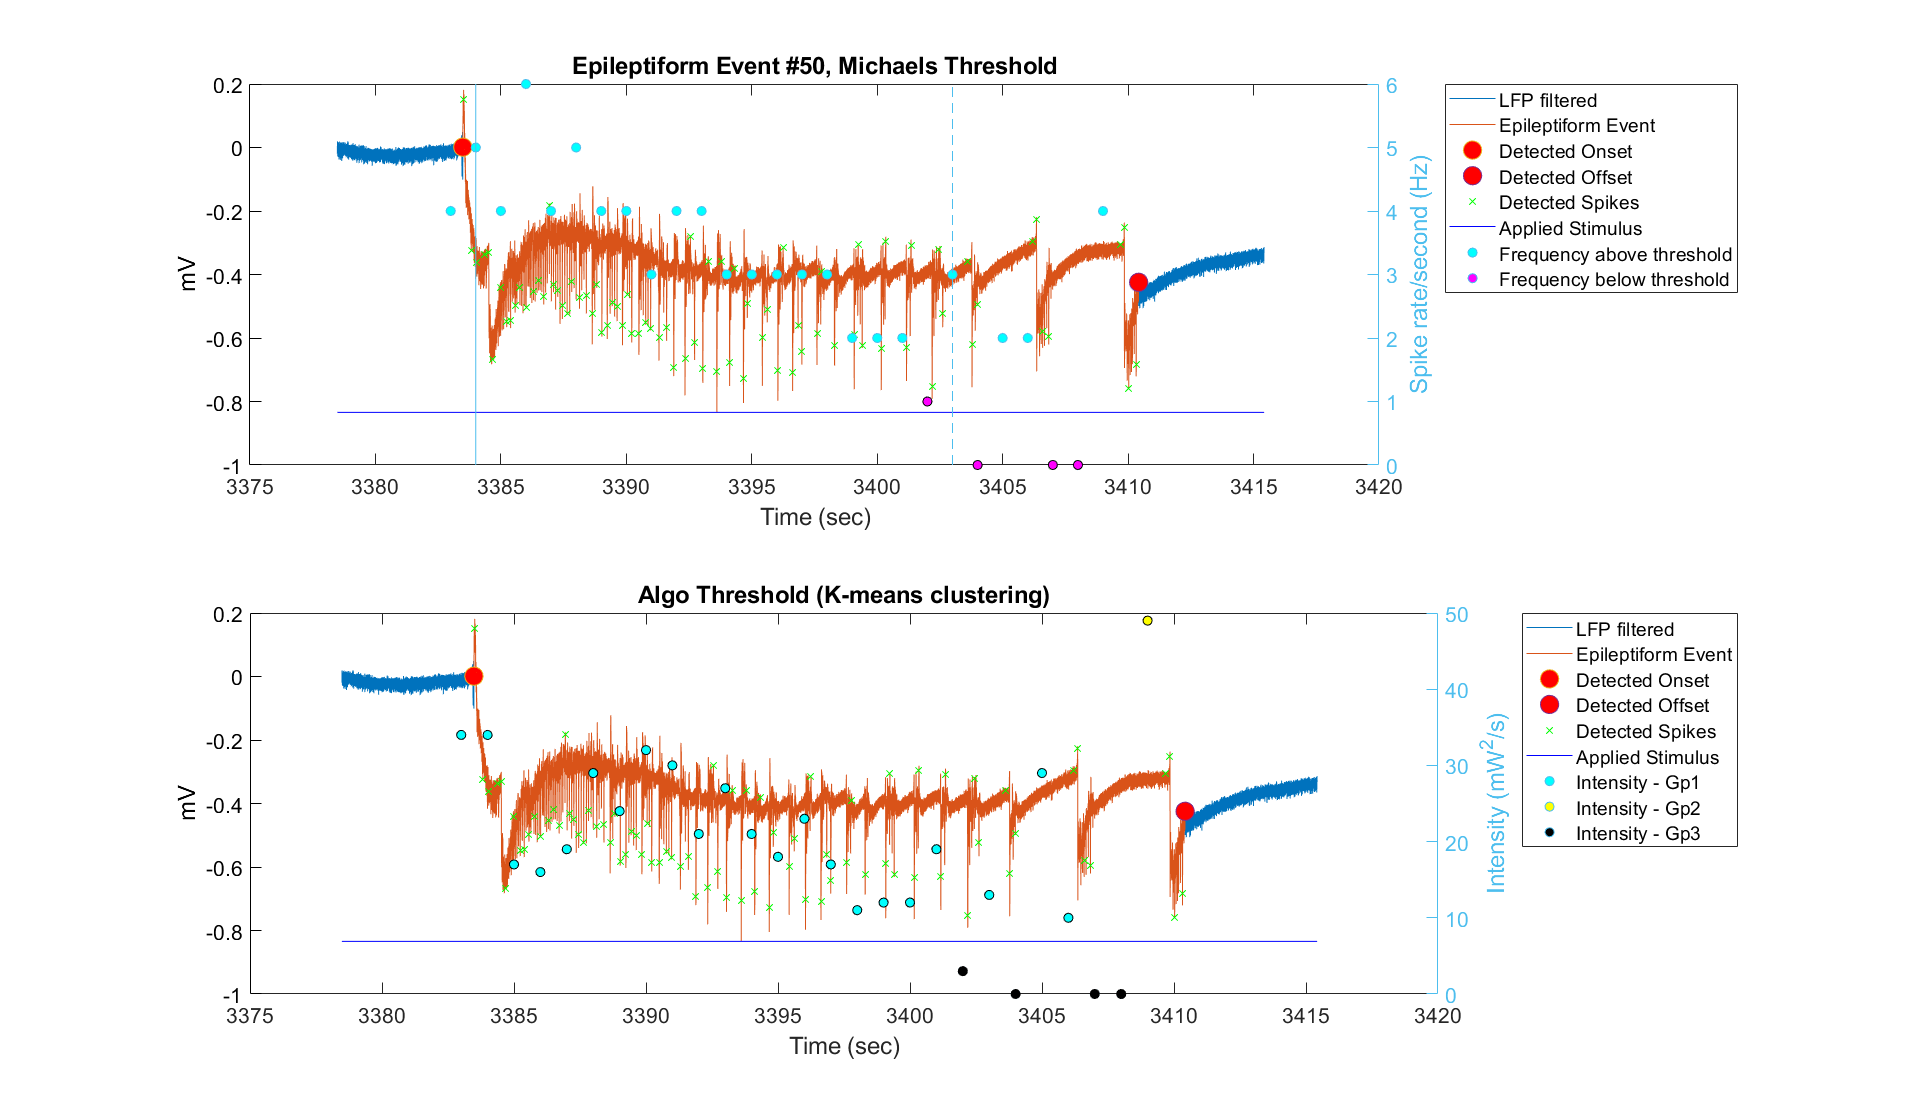 Epileptiform Event #50, Michaels Threshold
0.2
0
-0.2
-0.4
-0.6
-0.8
-1
mV
3375 3380 3385 3390 3395 3400 3405 3410 3415 3420
Time (sec)
6
5
4
3
2
1
0
Spike rate/second (Hz)
LFP filtered
Epileptiform Event
Detected Onset
Detected Offset
Detected Spikes
Applied Stimulus
Frequency above threshold
Frequency below threshold
Algo Threshold (K-means clustering)
0.2
0
-0.2
-0.4
-0.6
-0.8
-1
mV
3375 3380 3385 3390 3395 3400 3405 3410 3415 3420
Time (sec)
50
40
30
20
10
0
Intensity (mW²/s)
LFP filtered
Epileptiform Event
Detected Onset
Detected Offset
Detected Spikes
Applied Stimulus
Intensity - Gp1
Intensity - Gp2
Intensity - Gp3